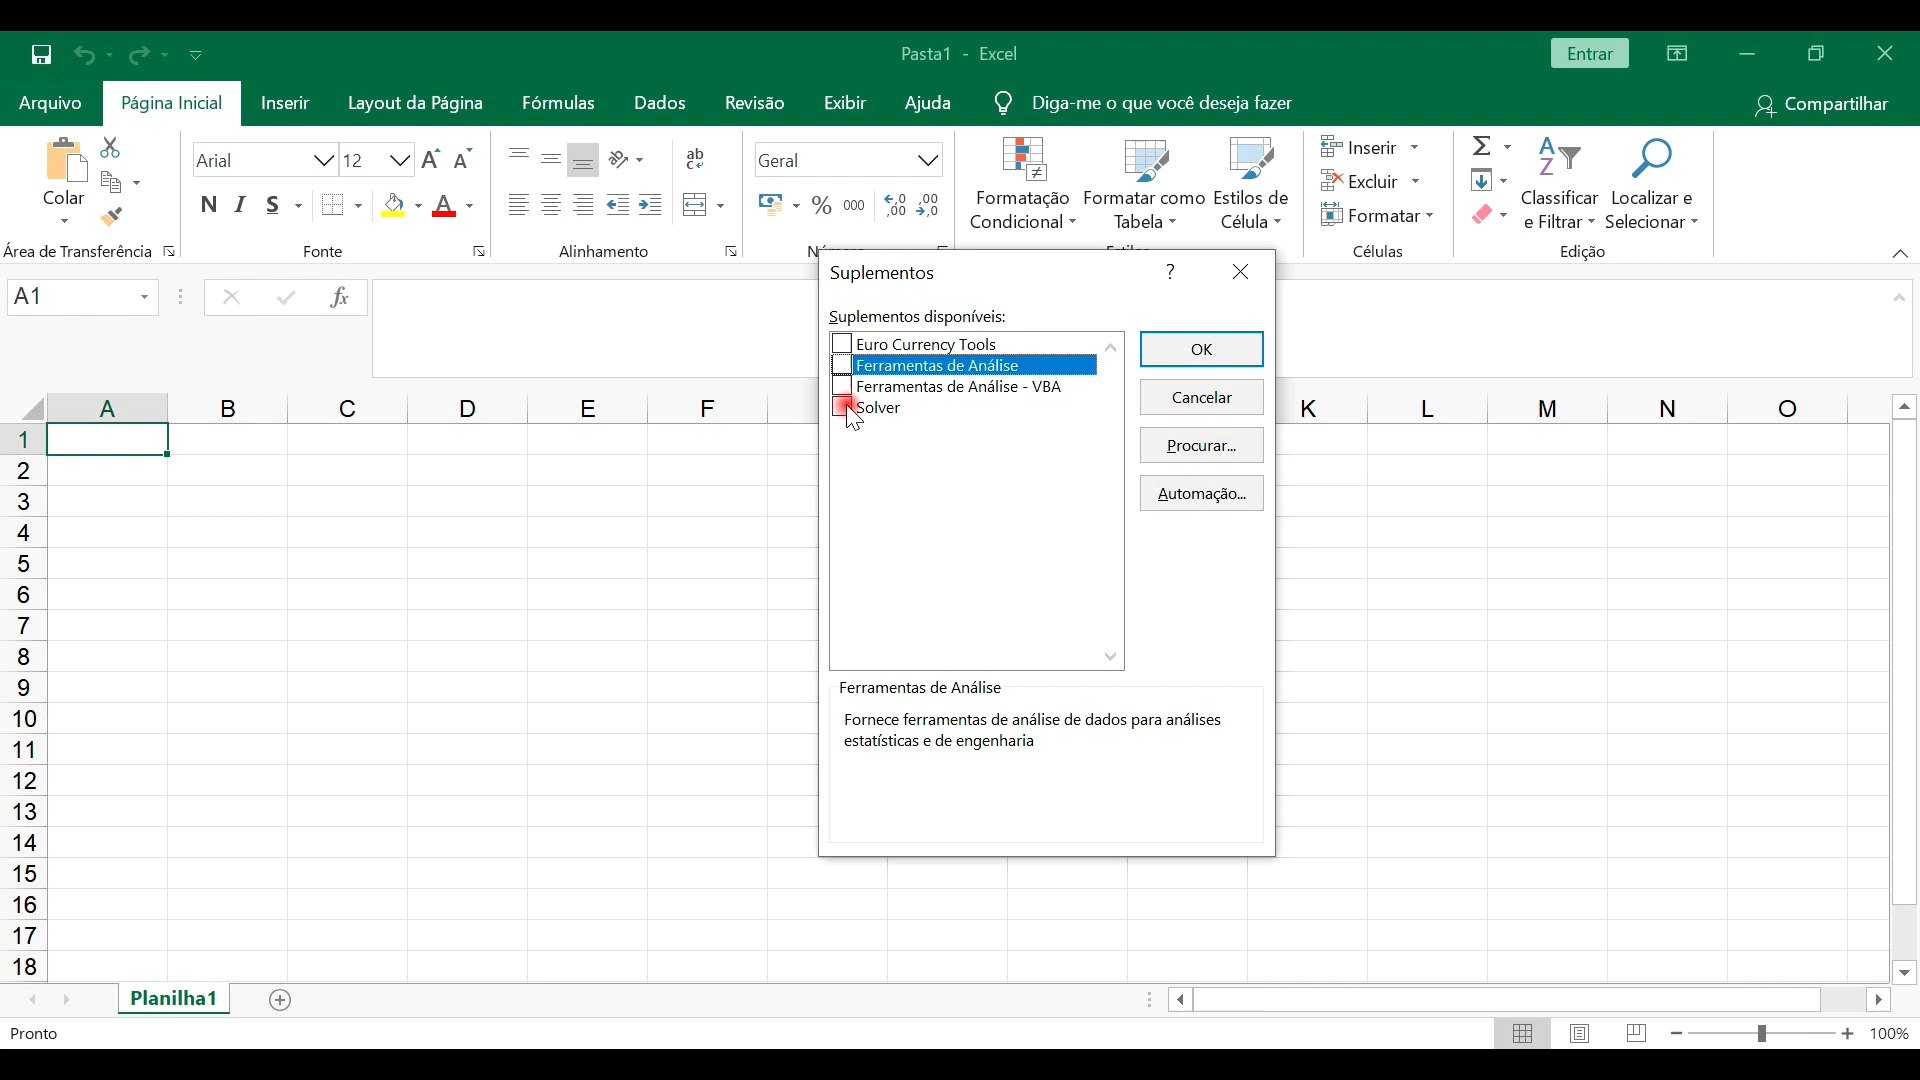 Pasta1 - Excel
Entrar
Arquivo Página Inicial Inserir Layout da Página Fórmulas Dados Revisão Exibir Ajuda Diga-me o que você deseja fazer Compartilhar
Colar
Área de Transferência
Arial 12
N I S
Fonte
ab
Alinhamento
Geral
% 000
Formatação Condicional
Formatar como Tabela
Estilos de Célula
Inserir
Excluir
Formatar
Células
Classificar e Filtrar
Localizar e Selecionar
Edição
A1
fx
Suplementos ?
Suplementos disponíveis:
Euro Currency Tools
Ferramentas de Análise
Ferramentas de Análise - VBA
Solver
OK
Cancelar
Procurar...
Automação...
Ferramentas de Análise
Fornece ferramentas de análise de dados para análises
estatísticas e de engenharia
A B C D E F K L M N O
1
2
3
4
5
6
7
8
9
10
11
12
13
14
15
16
17
18
Planilha1
Pronto
100%